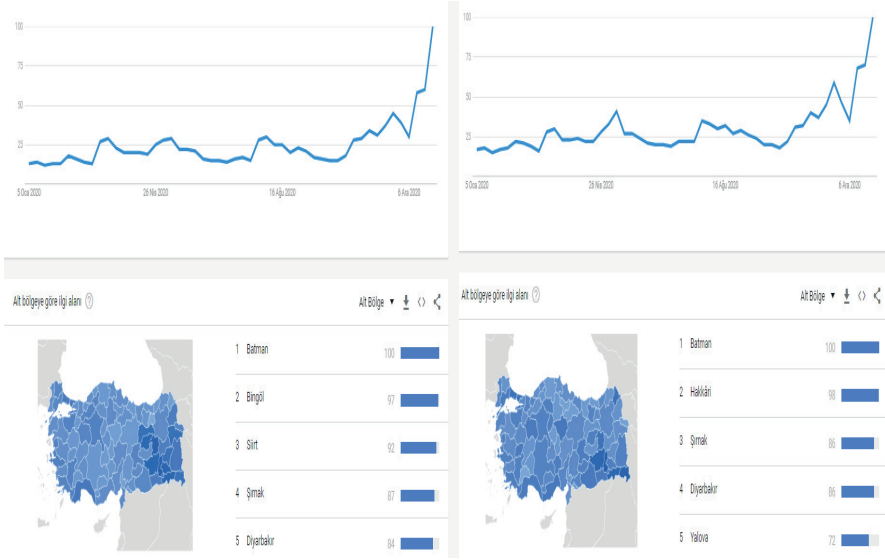 100
75
50
25
5 Oca 2020
26 Nis 2020
16 Ağu 2020
6 Ara 2020
100
75
50
25
5 Oca 2020
26 Nis 2020
16 Ağu 2020
6 Ara 2020
Alt bölgeye göre ilgi alanı ?
Alt Bölge
1 Batman 100
2 Bingöl 97
3 Siirt 92
4 Şırnak 87
5 Diyarbakır 84
Alt bölgeye göre ilgi alanı ?
Alt Bölge
1 Batman 100
2 Hakkâri 98
3 Şırnak 86
4 Diyarbakır 86
5 Yalova 72